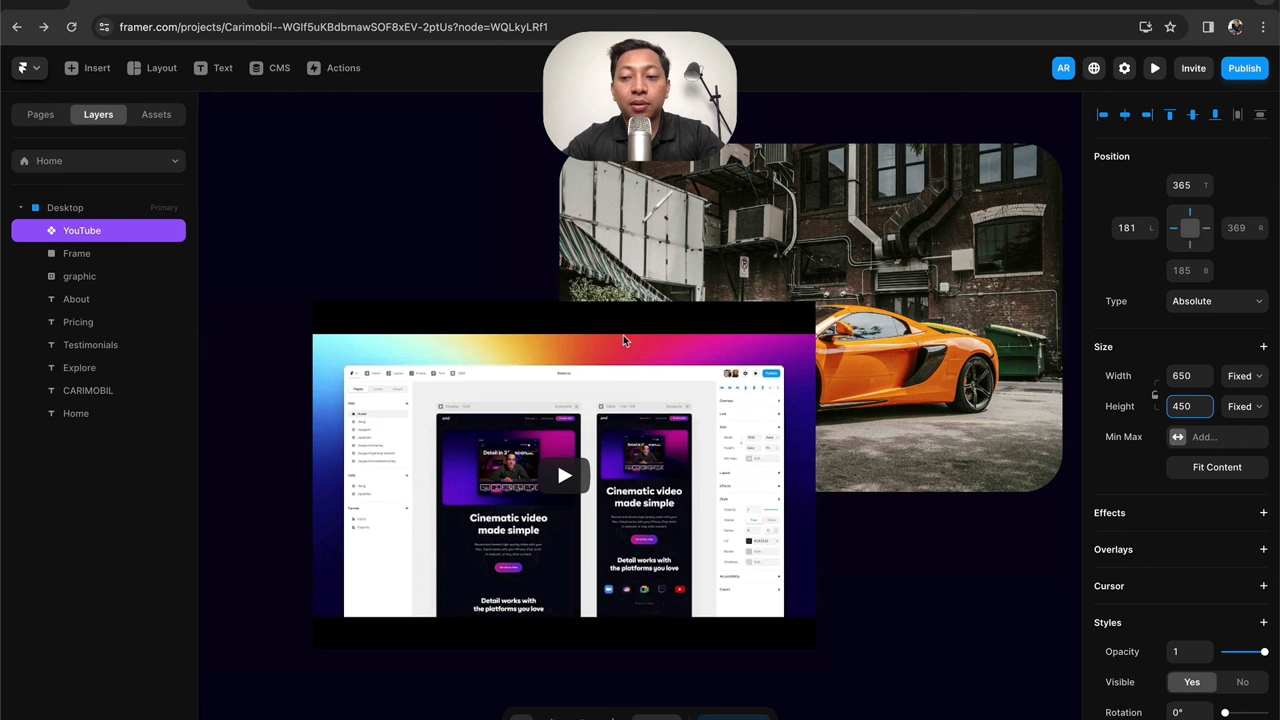 framer.com/projects/Carimobil--WGIf5uKBdbmawSOF8xEV-2ptUs?node=WQLkyLRf1
Insert
Layout
Text
CMS
Actions
AR
Invite
Publish
Pages
Layers
Assets
Home
Desktop
Primary
YouTube
Frame
graphic
About
Pricing
Testimonials
Explore
CARIMOBIL
Home
Cinematic video
made simple
Detail works with
the platforms you love
Cinematic video
made simple
Detail works with
the platforms you love
Position
365 T
181 L
369 R
185 B
Type
Absolute
Size
Width
650
Fixed
Height
450
Fixed
Min Max
Add...
Fit Content
Effects
Overlays
Cursor
Styles
Opacity
1
Visible
Yes
No
Rotation
0°